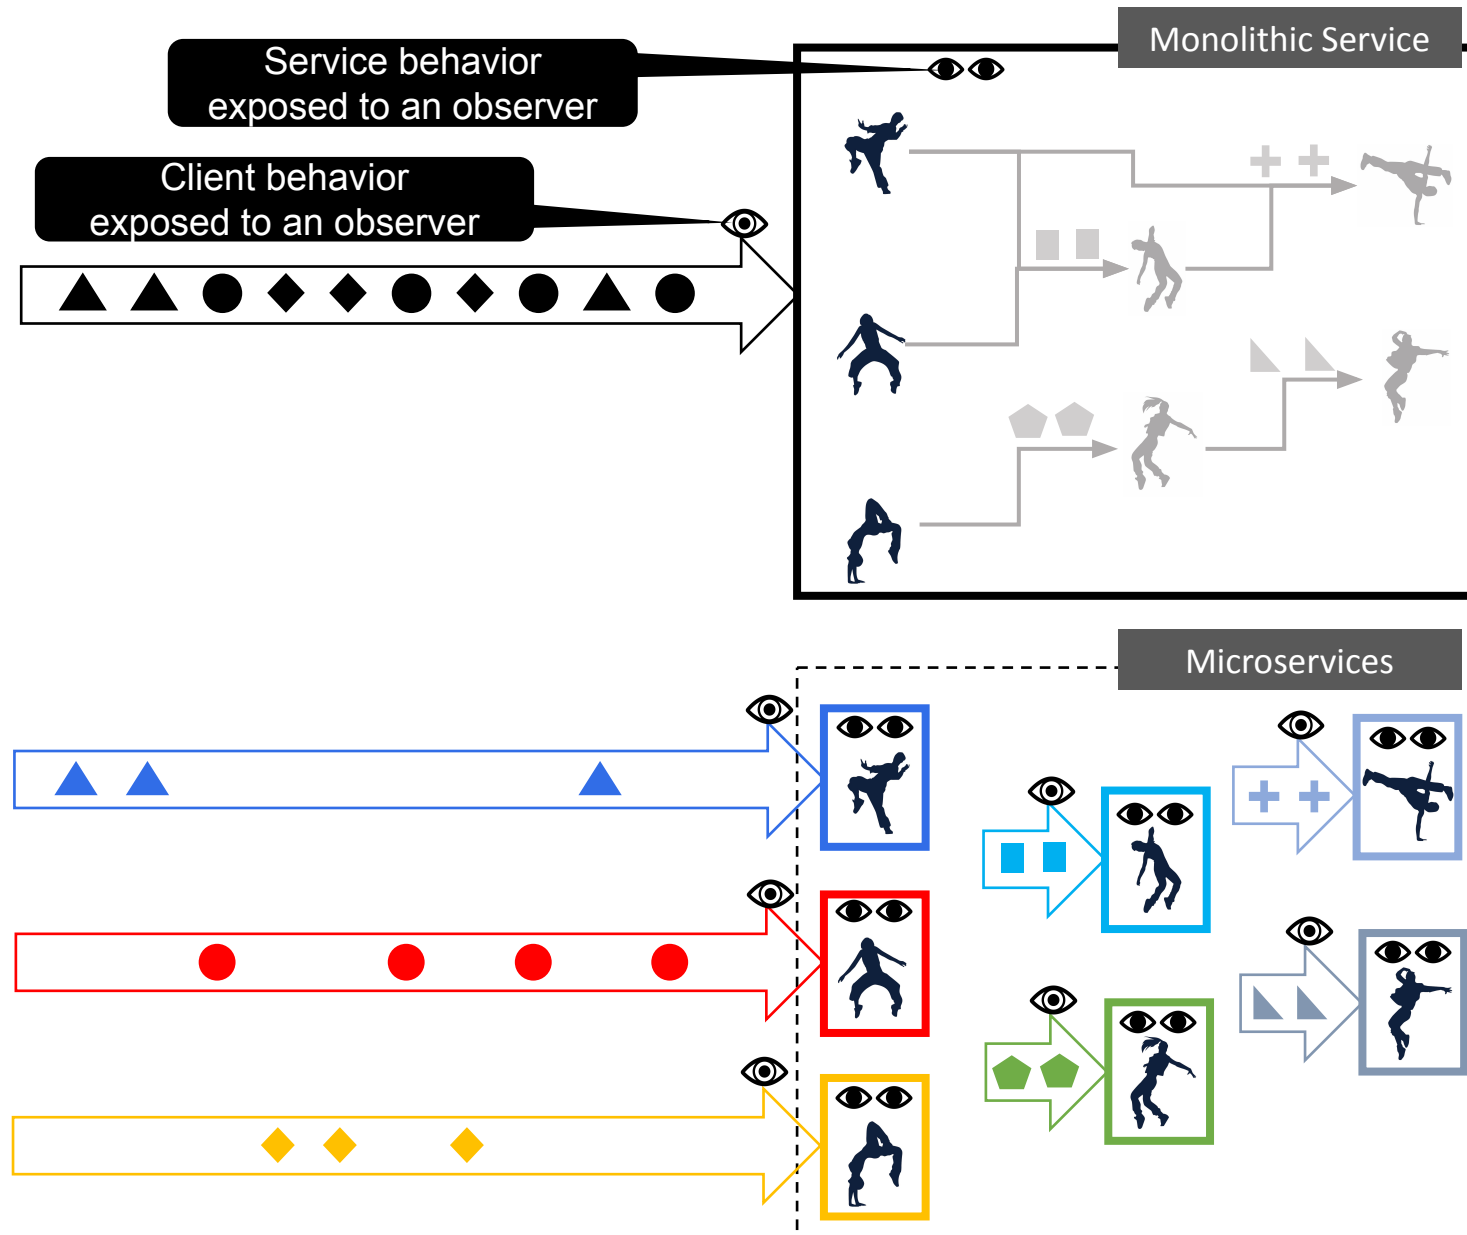 Monolithic Service
Service behavior
exposed to an observer
Client behavior
exposed to an observer
Microservices